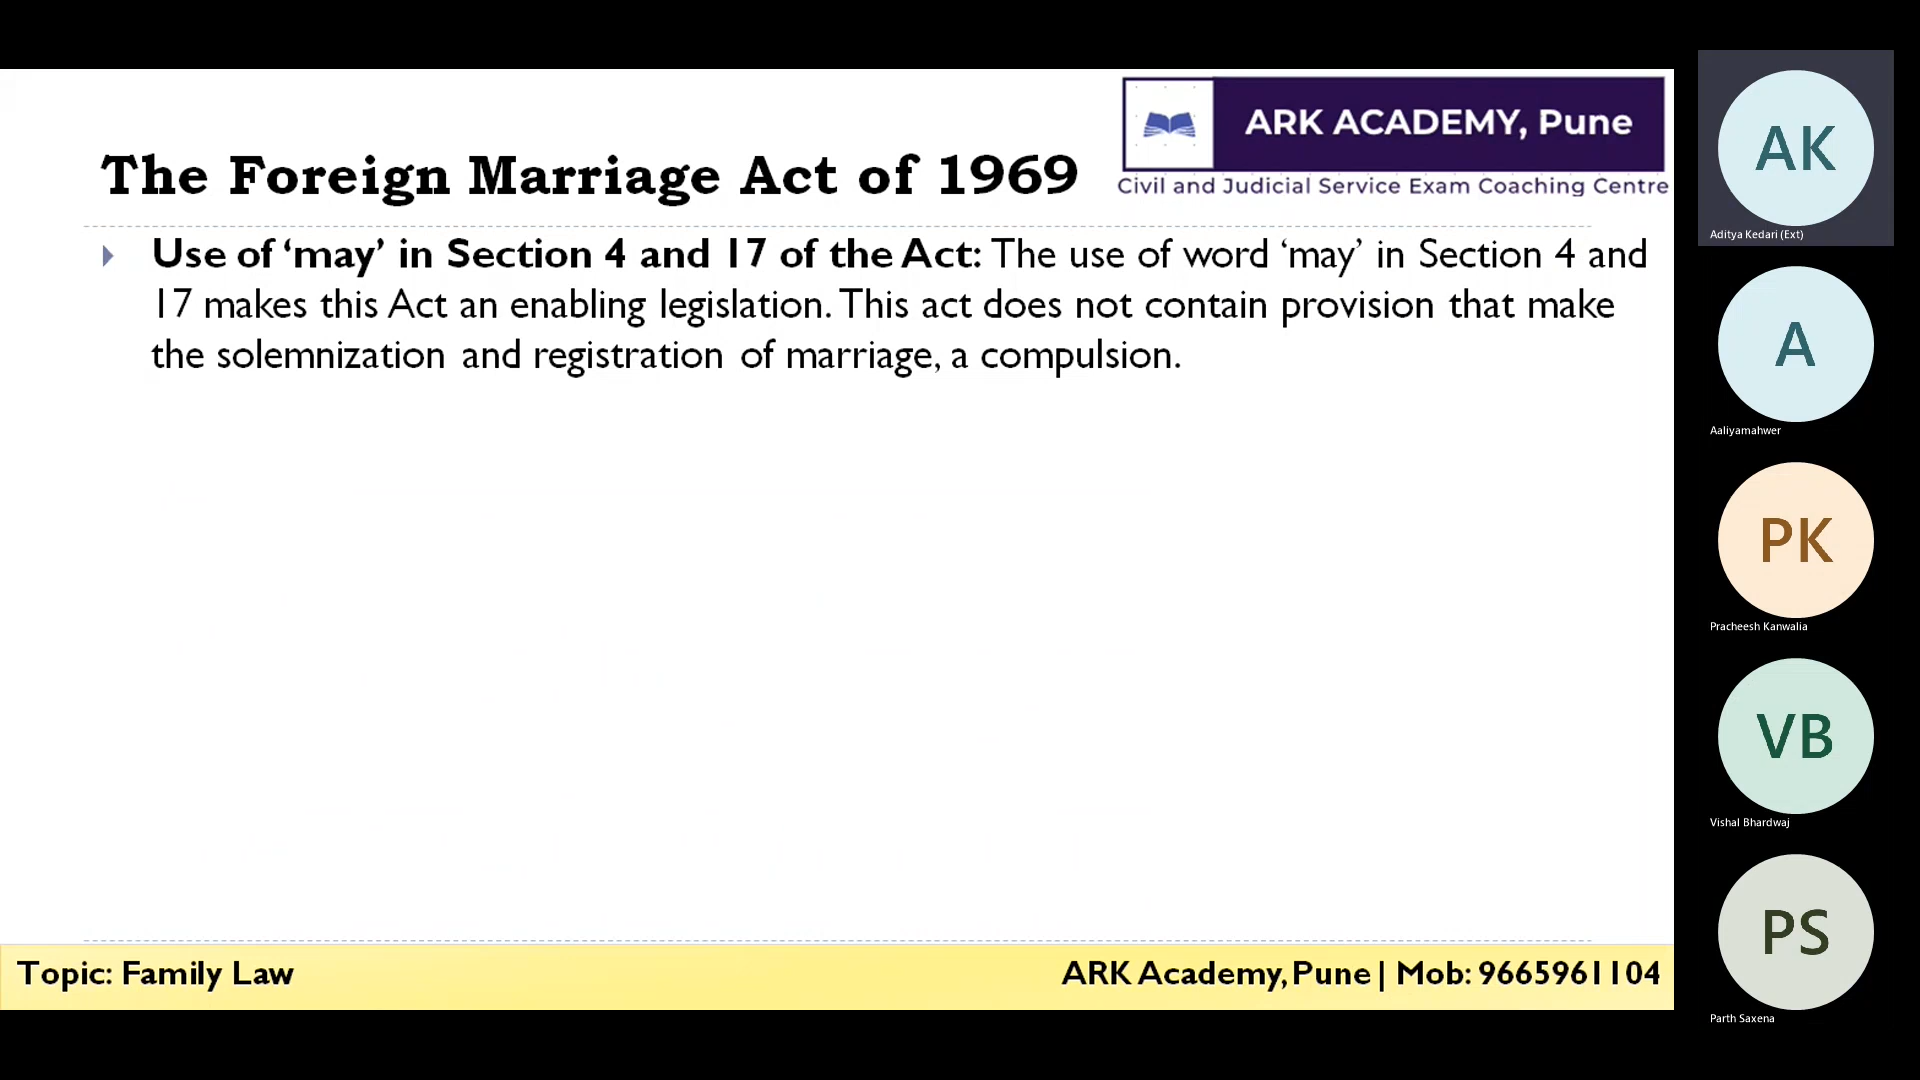 ARK ACADEMY, Pune
Civil and Judicial Service Exam Coaching Centre
The Foreign Marriage Act of 1969
Use of ‘may’ in Section 4 and 17 of the Act: The use of word ‘may’ in Section 4 and
17 makes this Act an enabling legislation. This act does not contain provision that make
the solemnization and registration of marriage, a compulsion.
Topic: Family Law
ARK Academy, Pune | Mob: 9665961104
AK
Aditya Kedari (Ext)
A
Aaliyamahwer
PK
Pracheesh Kanwalia
VB
Vishal Bhardwaj
PS
Parth Saxena